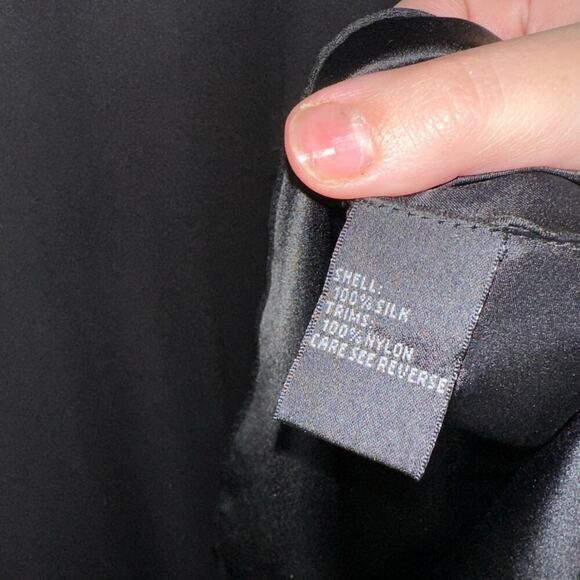 SHELL:
100% SILK
TRIMS:
100% NYLON
CARE SEE REVERSE